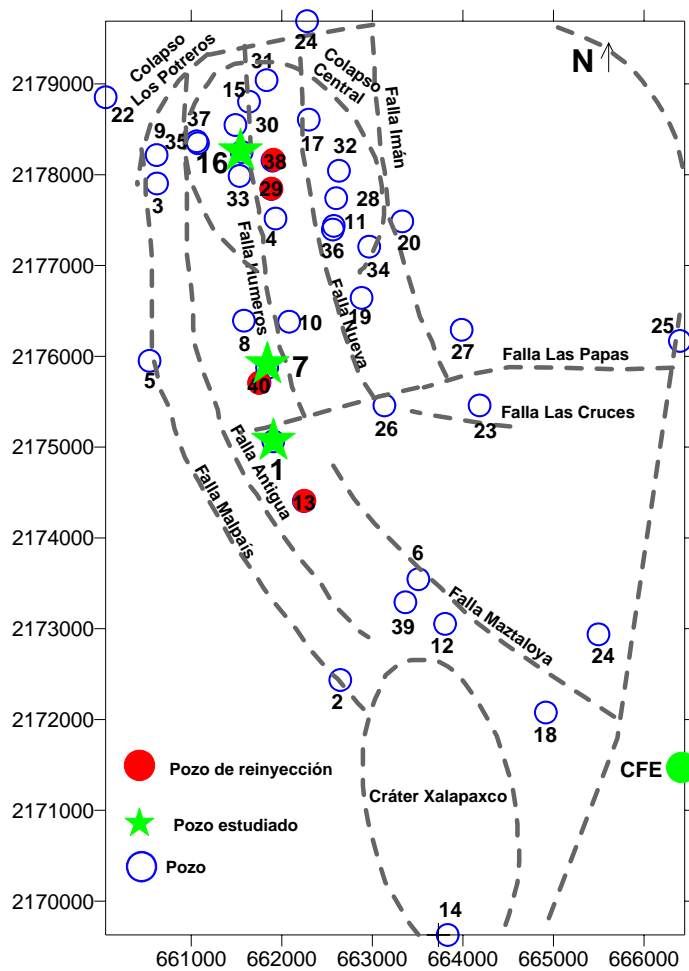 24
N
2179000
Colapso
Los Potreros
31
Colapso
Central
15
Falla Imán
22
37
9
35
30
17
32
16
38
2178000
3
33
29
28
4
11
36
20
34
2177000
Falla Humeros
Falla Nueva
19
8
10
27
25
2176000
5
7
40
Falla Las Papas
26
23
Falla Las Cruces
2175000
1
Falla Antigua
Falla Malpaís
13
2174000
6
Falla Maztaloya
39
12
2173000
24
2
2172000
18
Pozo de reinyección
CFE
Cráter Xalapaxco
2171000
Pozo estudiado
Pozo
2170000
14
661000 662000 663000 664000 665000 666000